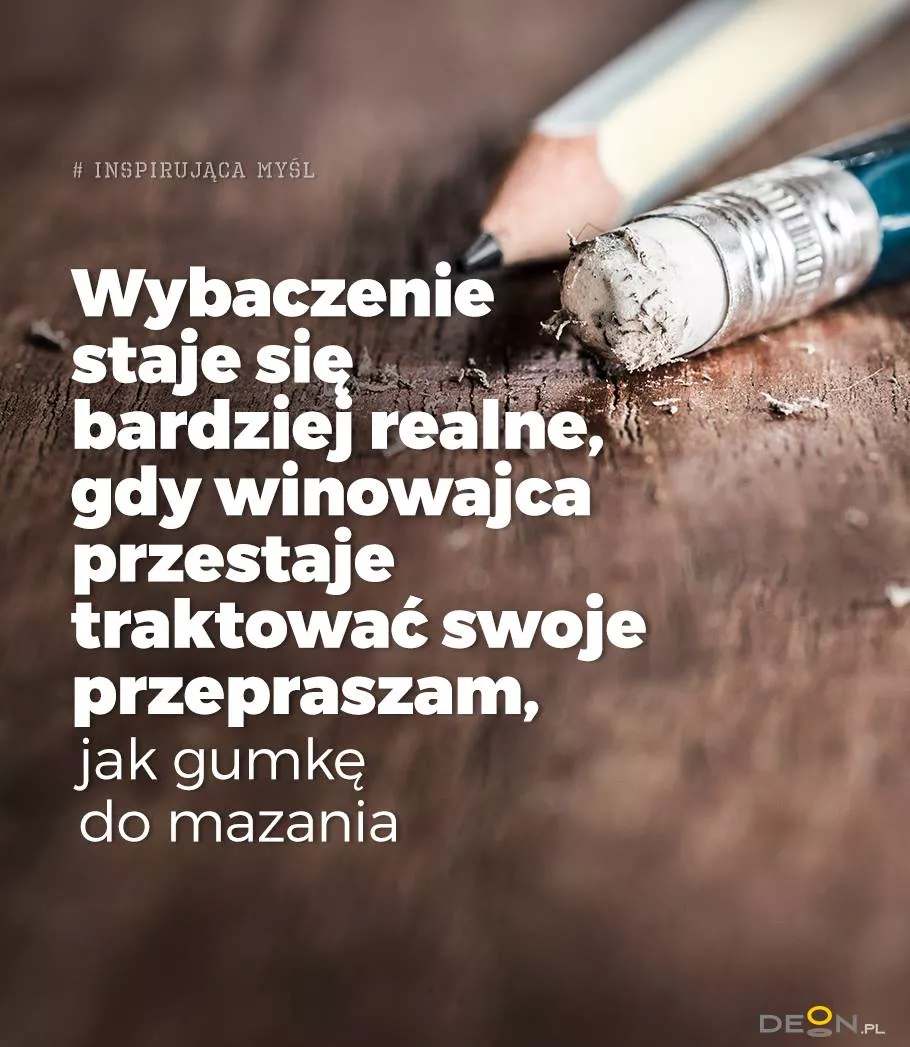 # INSPIRUJĄCA MYŚL
Wybaczenie
staje się
bardziej realne,
gdy winowajca
przestaje
traktować swoje
przepraszam,
jak gumkę
do mazania
DEON.PL